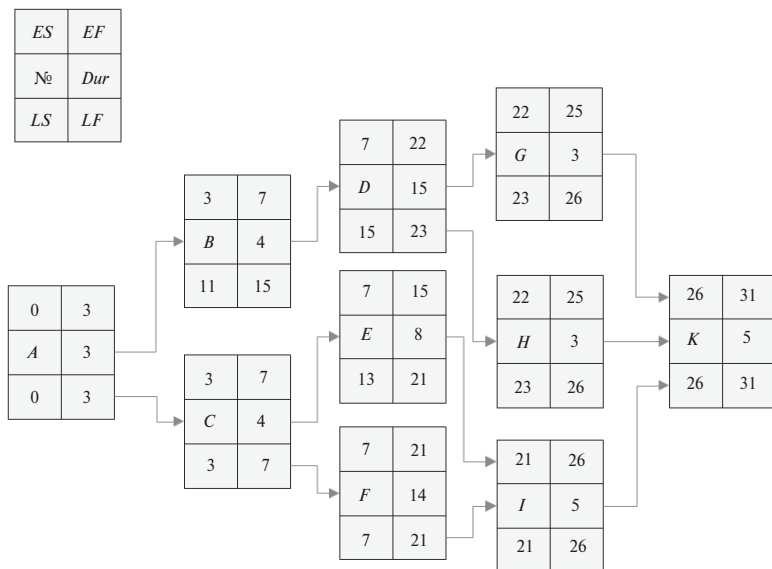 ES EF
№ Dur
LS LF
0 3
A 3
0 3
3 7
B 4
11 15
3 7
C 4
3 7
7 22
D 15
15 23
7 15
E 8
13 21
7 21
F 14
7 21
22 25
G 3
23 26
22 25
H 3
23 26
21 26
I 5
21 26
26 31
K 5
26 31